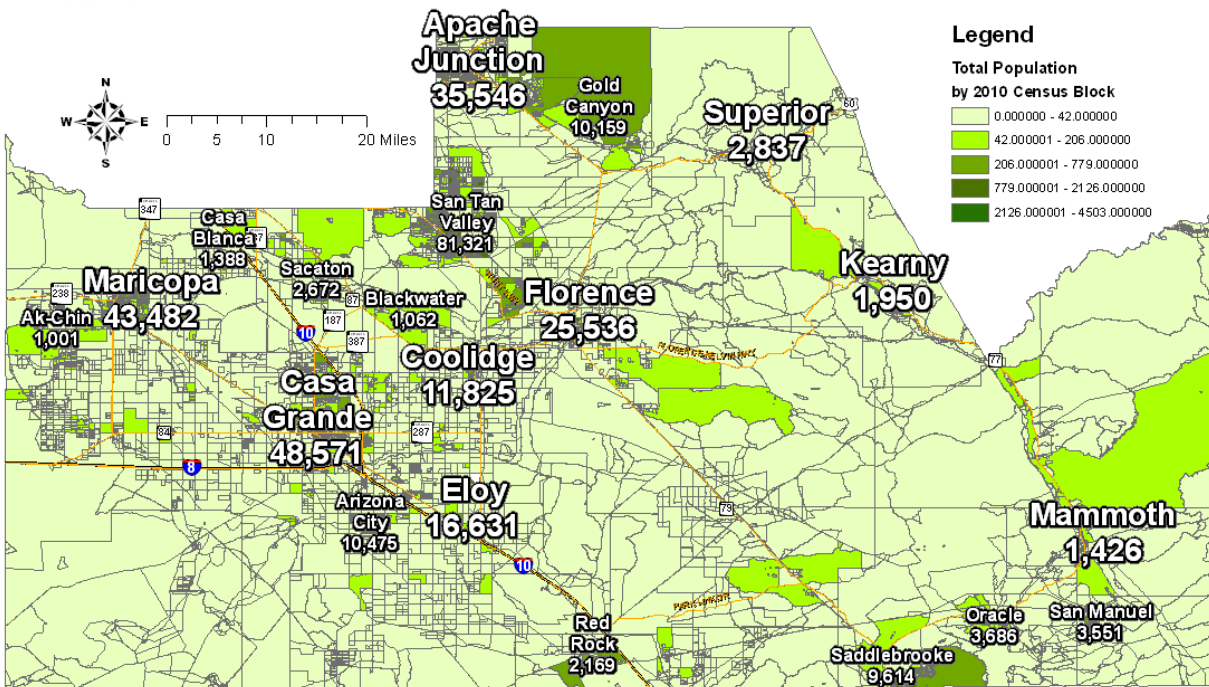 Apache
Junction
35,546
Gold
Canyon
10,159
Superior
2,837
60
Legend
Total Population
by 2010 Census Block
0.000000 - 42.000000
42.000001 - 206.000000
206.000001 - 779.000000
779.000001 - 2126.000000
2126.000001 - 4503.000000
N
W
E
S
0
5
10
20 Miles
347
Casa
Blanca
1,388
San Tan
Valley
81,321
Sacaton
2,672
87
Blackwater
1,062
187
387
10
238
Maricopa
43,482
Ak-Chin
1,001
Florence
25,536
Kearny
1,950
Coolidge
11,825
FLORENCE KELVIN HWY
77
Casa
Grande
48,571
84
287
8
Arizona
City
10,475
Eloy
16,631
10
79
Mammoth
1,426
Red
Rock
2,169
Oracle
3,686
San Manuel
3,551
Saddlebrooke
9,614